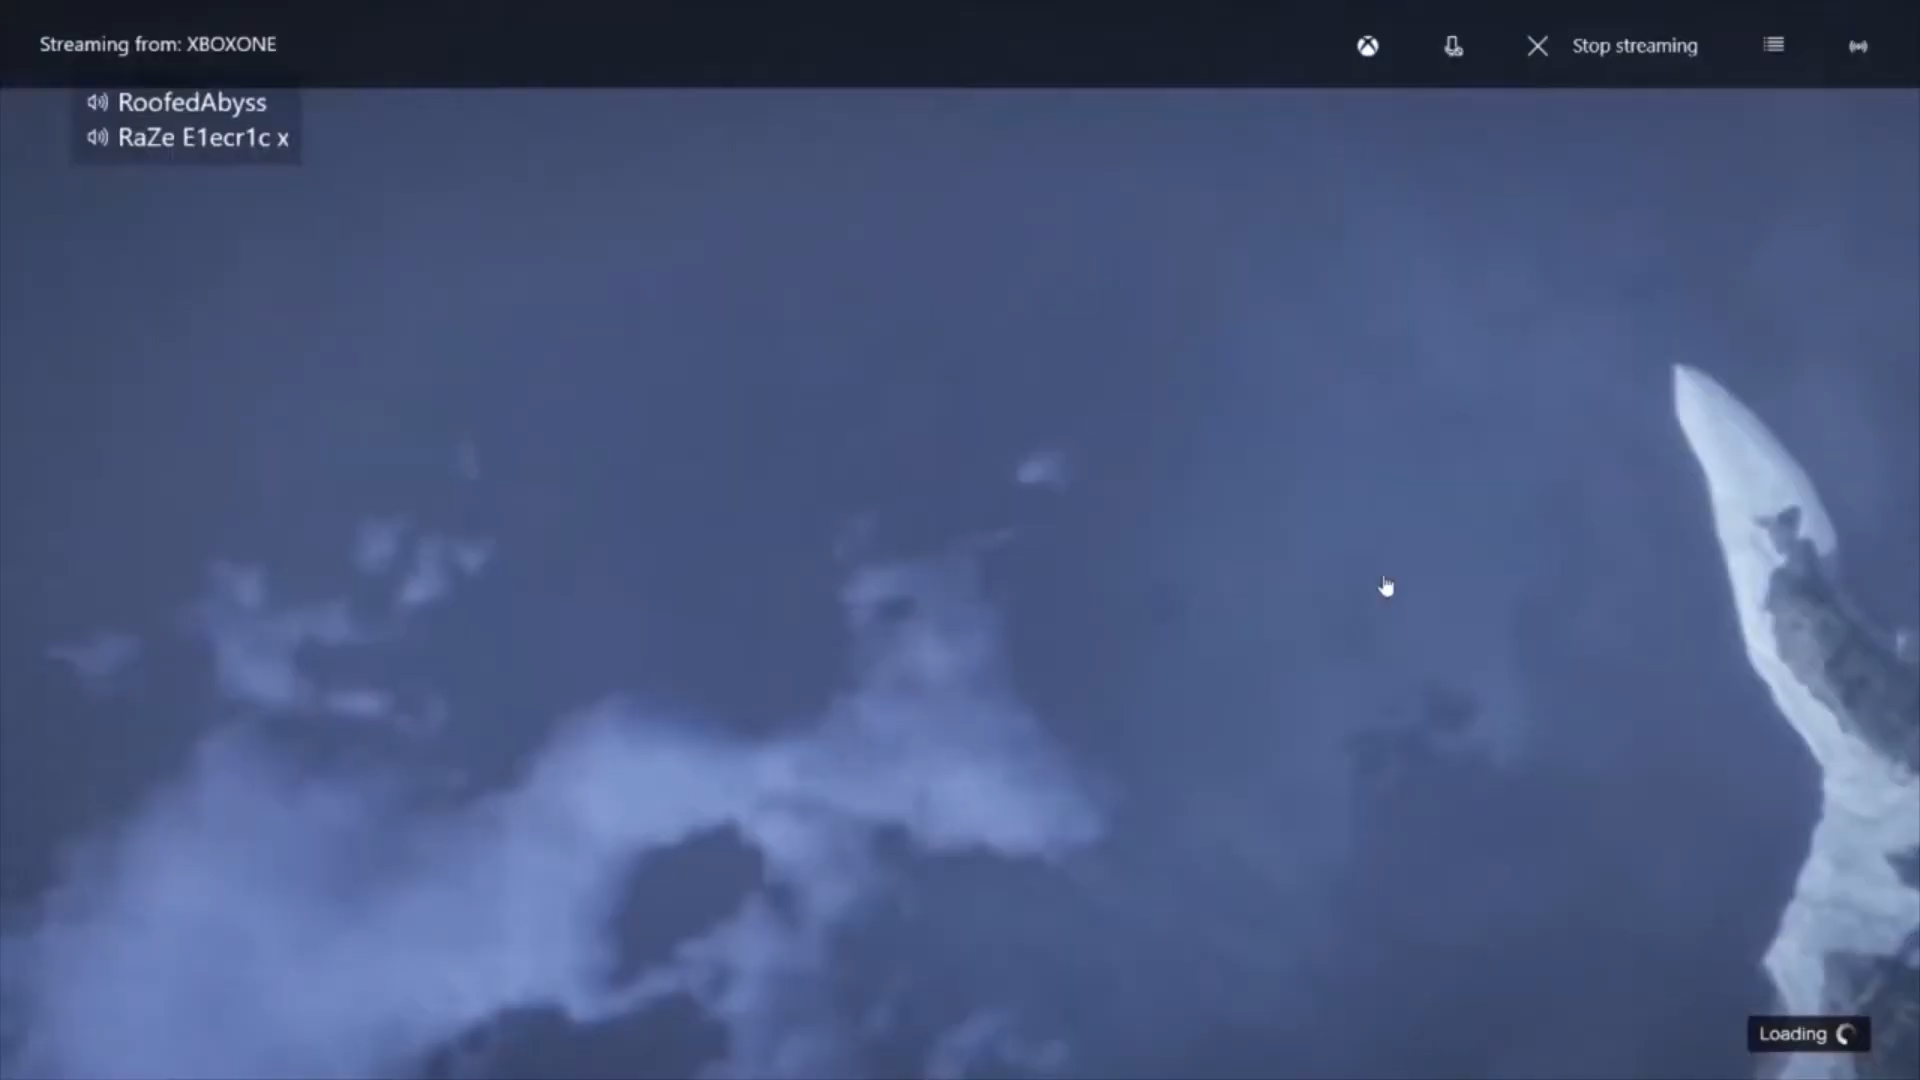 Streaming from: XBOXONE
Stop streaming
RoofedAbyss
RaZe E1ecr1c x
Loading